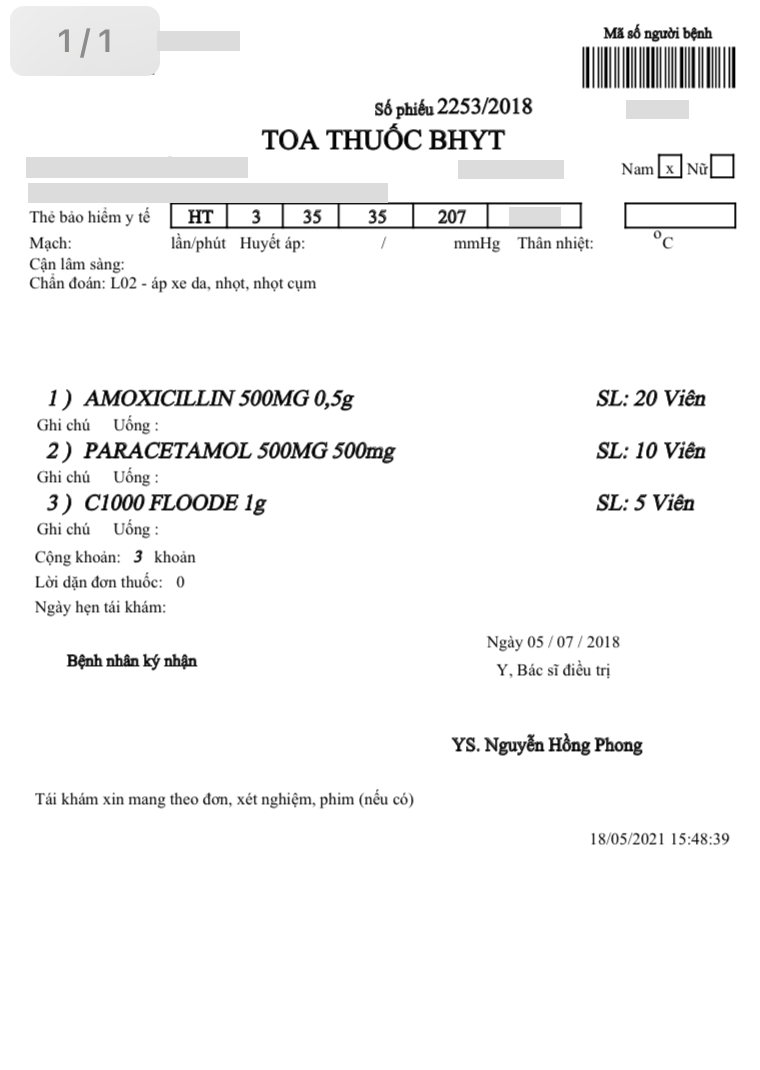 1/1
Mã số người bệnh
Số phiếu 2253/2018
TOA THUỐC BHYT
Nam x Nữ
Thẻ bảo hiểm y tế HT 3 35 35 207
Mạch: lần/phút Huyết áp: / mmHg Thân nhiệt: °C
Cận lâm sàng:
Chẩn đoán: L02 - áp xe da, nhọt, nhọt cụm
1 ) AMOXICILLIN 500MG 0,5g SL: 20 Viên
Ghi chú Uống :
2 ) PARACETAMOL 500MG 500mg SL: 10 Viên
Ghi chú Uống :
3 ) C1000 FLOODE 1g SL: 5 Viên
Ghi chú Uống :
Cộng khoản: 3 khoản
Lời dặn đơn thuốc: 0
Ngày hẹn tái khám:
Ngày 05 / 07 / 2018
Bệnh nhân ký nhận Y, Bác sĩ điều trị
YS. Nguyễn Hồng Phong
Tái khám xin mang theo đơn, xét nghiệm, phim (nếu có)
18/05/2021 15:48:39